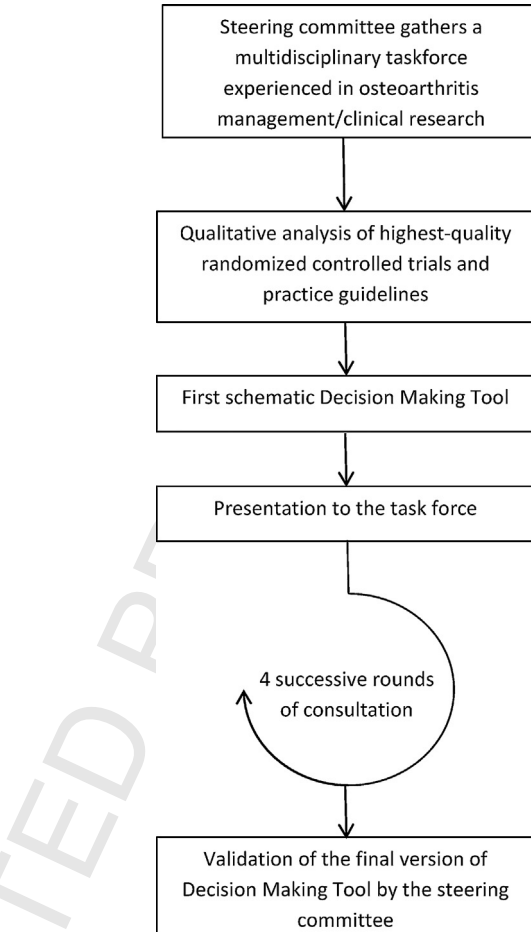 Steering committee gathers a
multidisciplinary taskforce
experienced in osteoarthritis
management/clinical research
Qualitative analysis of highest-quality
randomized controlled trials and
practice guidelines
First schematic Decision Making Tool
Presentation to the task force
4 successive rounds
of consultation
Validation of the final version of
Decision Making Tool by the steering
committee